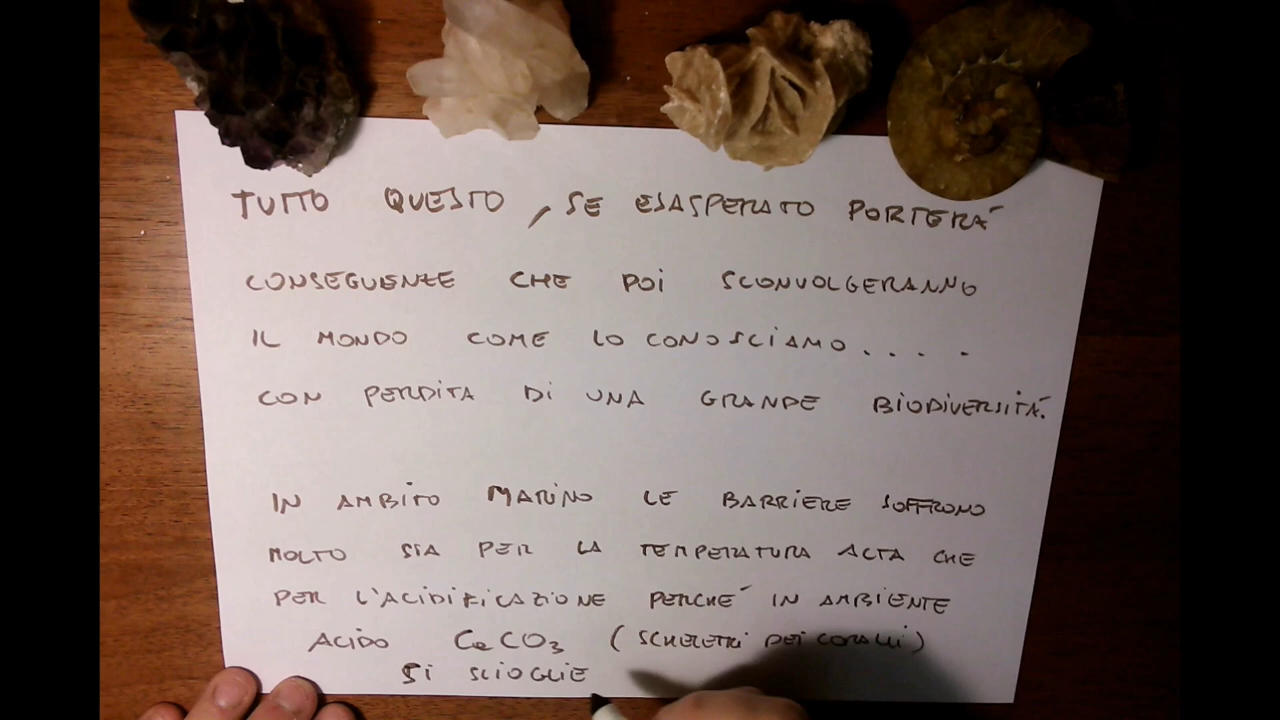 TUTTO QUESTO, SE ESASPERATO PORTERÁ
CONSEGUENZE CHE POI SCONVOLGERANNO
IL MONDO COME LO CONOSCIAMO....
CON PERDITA DI UNA GRANDE BIODIVERSITÁ.
IN AMBITO MARINO LE BARRIERE SOFFRONO
MOLTO SIA PER LA TEMPERATURA ALTA CHE
PER L'ACIDIFICAZIONE PERCHÉ IN AMBIENTE
ACIDO CaCO3 (SCHELETRI DEI CORALLI)
SI SCIOGLIE